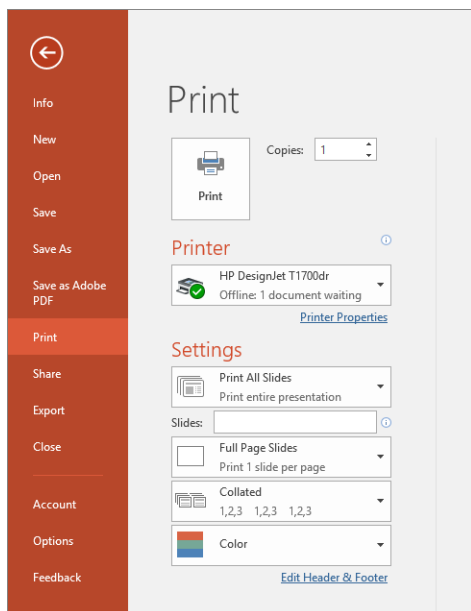 Info
New
Open
Save
Save As
Save as Adobe
PDF
Print
Share
Export
Close
Account
Options
Feedback
Print
Copies: 1
Print
Printer
HP DesignJet T1700dr
Offline: 1 document waiting
Printer Properties
Settings
Print All Slides
Print entire presentation
Slides:
Full Page Slides
Print 1 slide per page
Collated
1,2,3 1,2,3 1,2,3
Color
Edit Header & Footer